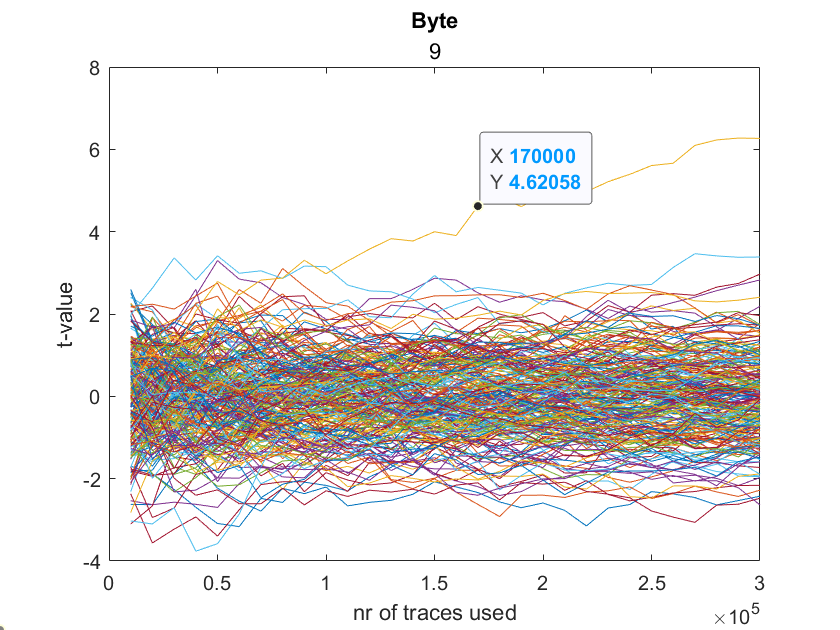 Byte
9
8
6
4
2
0
-2
-4
t-value
X 170000
Y 4.62058
0 0.5 1 1.5 2 2.5 3
×10^5
nr of traces used